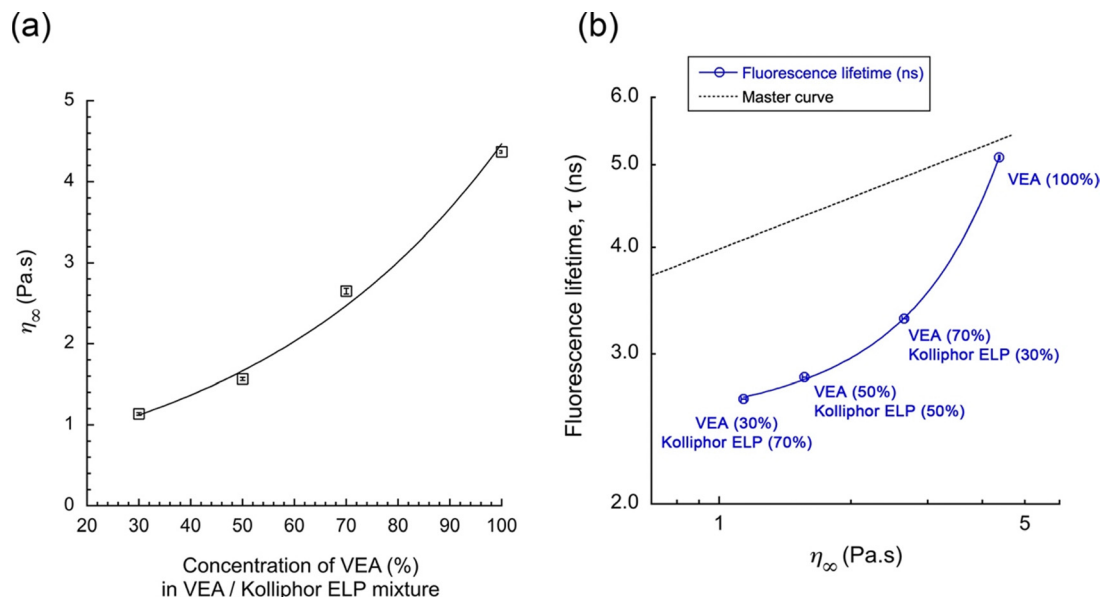 (a)
5
4
3
2
1
0
η∞ (Pa.s)
20 30 40 50 60 70 80 90 100
Concentration of VEA (%)
in VEA / Kolliphor ELP mixture
(b)
Fluorescence lifetime (ns)
Master curve
6.0
5.0
4.0
3.0
2.0
Fluorescence lifetime, τ (ns)
VEA (100%)
VEA (70%)
Kolliphor ELP (30%)
VEA (50%)
Kolliphor ELP (50%)
VEA (30%)
Kolliphor ELP (70%)
1 5
η∞ (Pa.s)